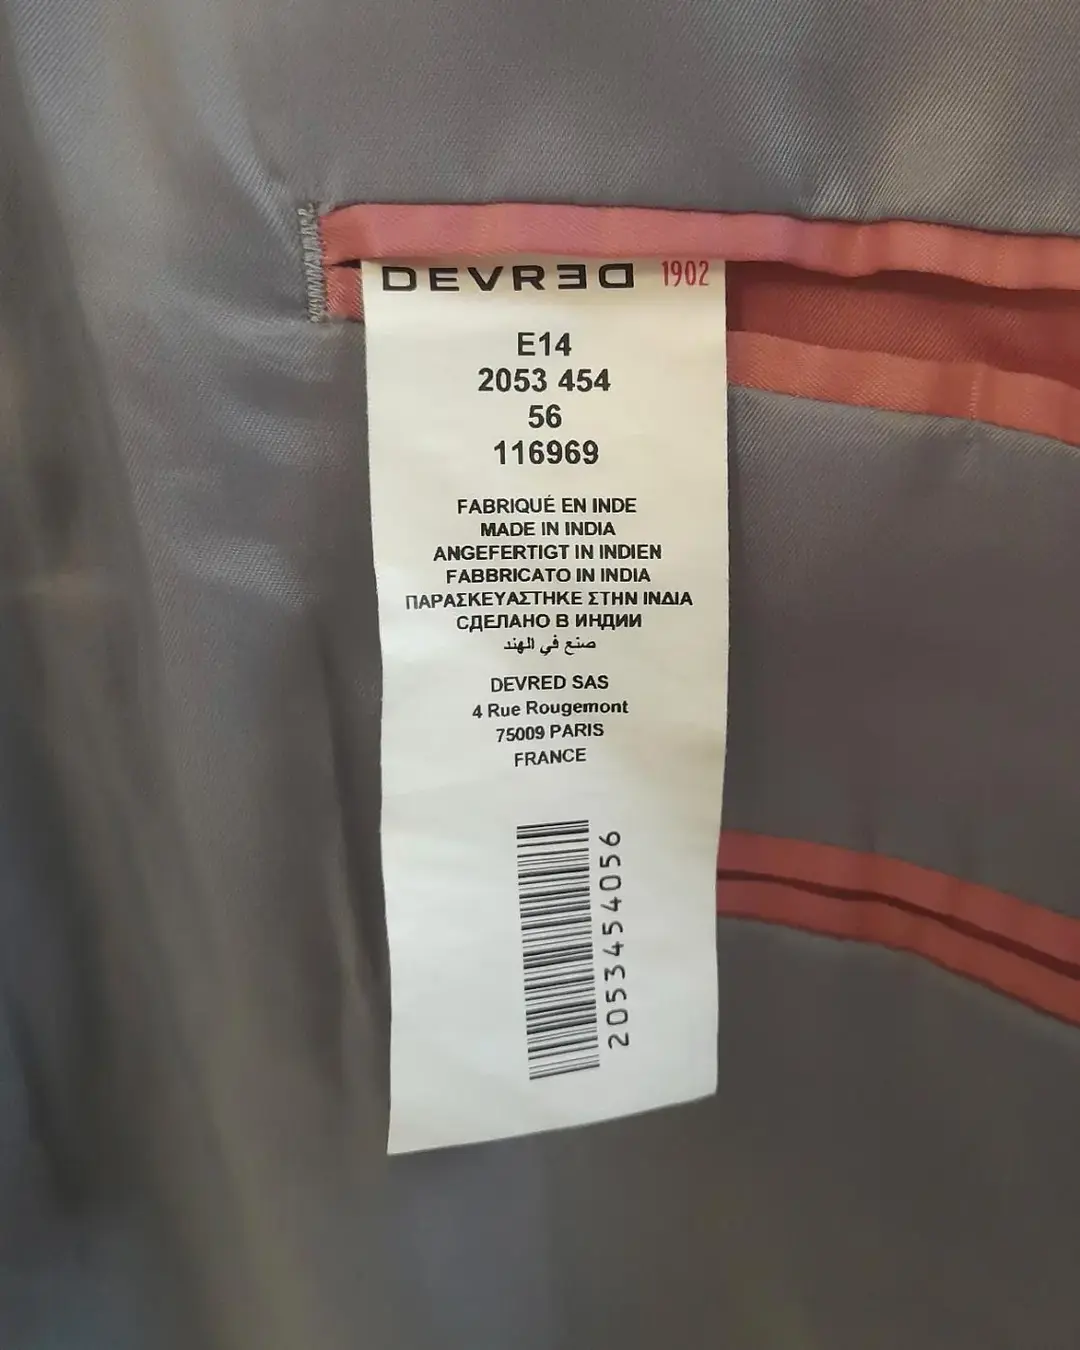 DEVRED 1902
E14
2053 454
56
116969
FABRIQUÉ EN INDE
MADE IN INDIA
ANGEFERTIGT IN INDIEN
FABBRICATO IN INDIA
ΠΑΡΑΣΚΕΥΑΣΤΗΚΕ ΣΤΗΝ ΙΝΔΙΑ
СДЕЛАНО В ИНДИИ
صنع في الهند
DEVRED SAS
4 Rue Rougemont
75009 PARIS
FRANCE
2053454056